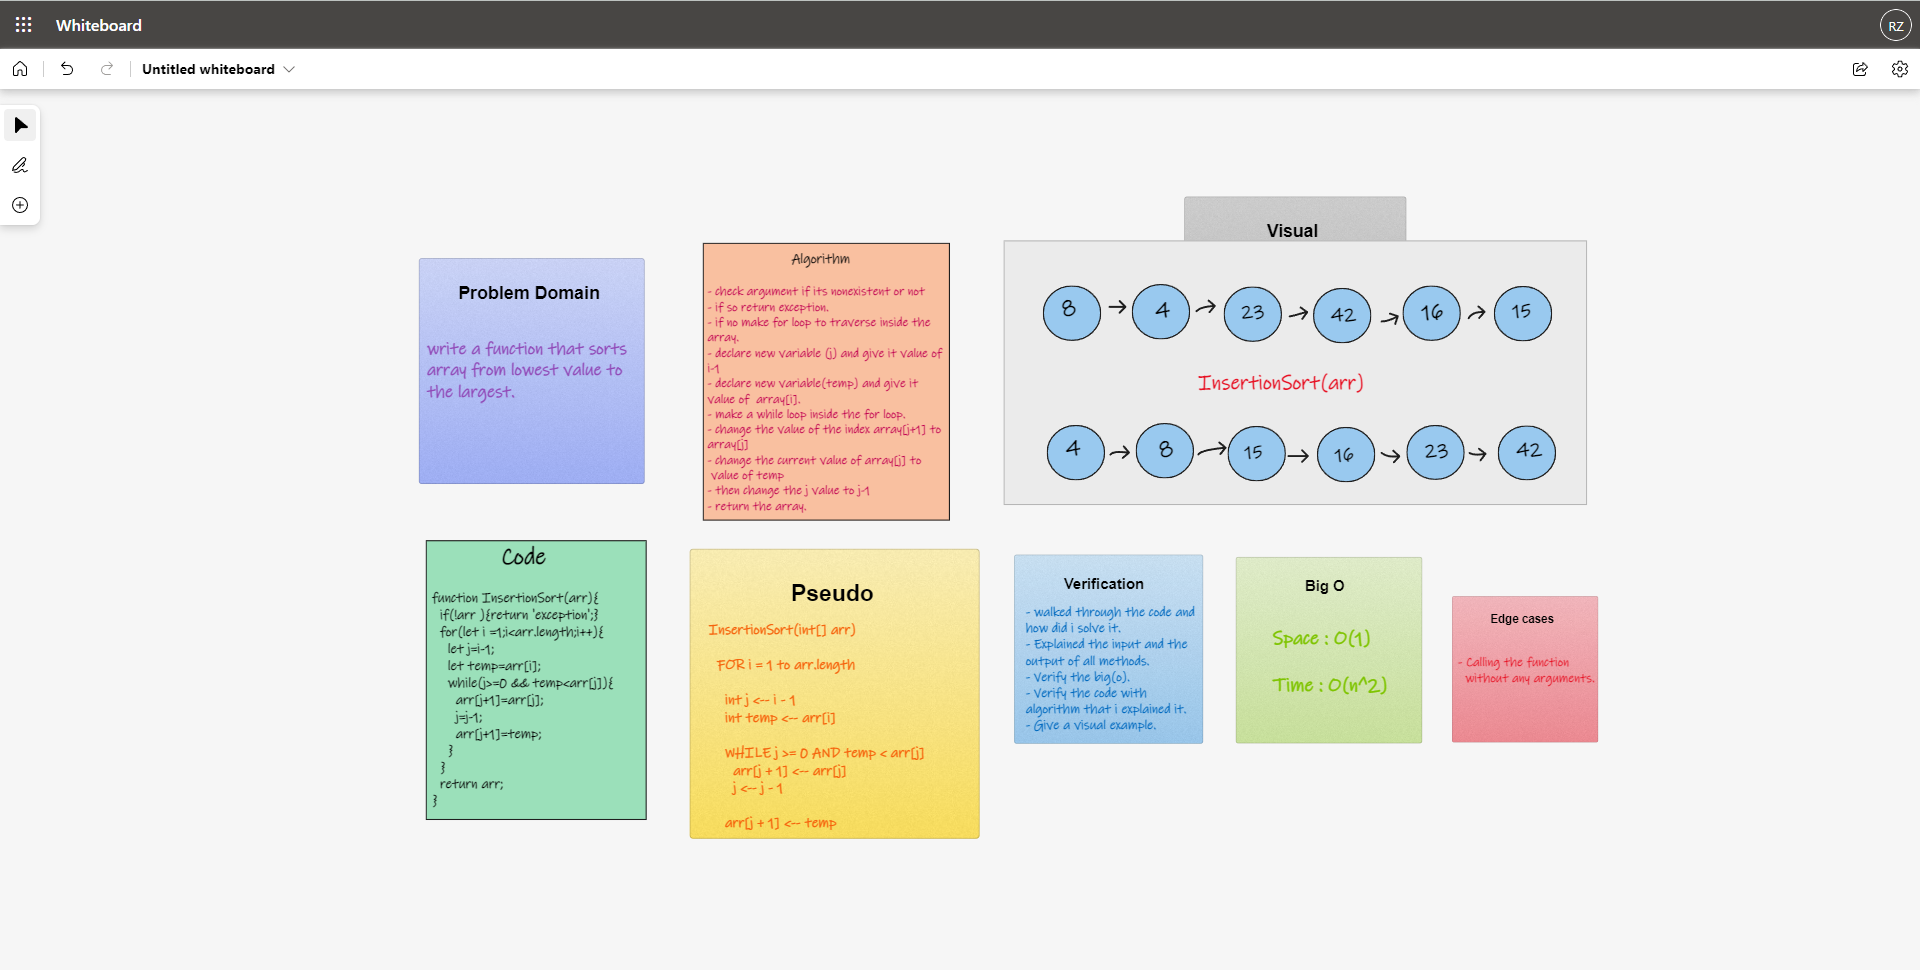 Whiteboard
RZ
Untitled whiteboard
Problem Domain
write a function that sorts
array from lowest value to
the largest.
Algorithm
- check argument if its nonexistent or not
- if so return exception.
- if no make for loop to traverse inside the
array.
- declare new variable (j) and give it value of
i-1
- declare new variable(temp) and give it
value of array[i].
- make a while loop inside the for loop.
- change the value of the index array[j+1] to
array[j]
- change the current value of array[j] to
value of temp
- then change the j value to j-1
- return the array.
Visual
8 4 23 42 16 15
InsertionSort(arr)
4 8 15 16 23 42
Code
function InsertionSort(arr){
if(!arr ){return 'exception';}
for(let i =1;i<arr.length;i++){
let j=i-1;
let temp=arr[i];
while(j>=0 && temp<arr[j]){
arr[j+1]=arr[j];
j=j-1;
arr[j+1]=temp;
}
}
return arr;
}
Pseudo
InsertionSort(int[] arr)
FOR i = 1 to arr.length
int j <-- i - 1
int temp <-- arr[i]
WHILE j >= 0 AND temp < arr[j]
arr[j + 1] <-- arr[j]
j <-- j - 1
arr[j + 1] <-- temp
Verification
- walked through the code and
how did i solve it.
- Explained the input and the
output of all methods.
- Verify the big(o).
- Verify the code with
algorithm that i explained it.
- Give a visual example.
Big O
Space : O(1)
Time : O(n^2)
Edge cases
- Calling the function
without any arguments.